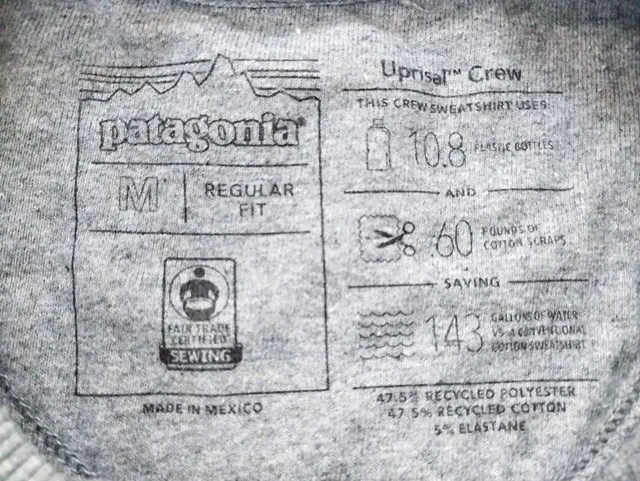 patagonia®
M
REGULAR
FIT
FAIR TRADE
CERTIFIED
SEWING
MADE IN MEXICO
Uprisal™ Crew
THIS CREW SWEATSHIRT USES
10.8 PLASTIC BOTTLES
AND
.60 POUNDS OF
COTTON SCRAPS
SAVING
143 GALLONS OF WATER
VS. A CONVENTIONAL
COTTON SWEATSHIRT
47.5% RECYCLED POLYESTER
47.5% RECYCLED COTTON
5% ELASTANE